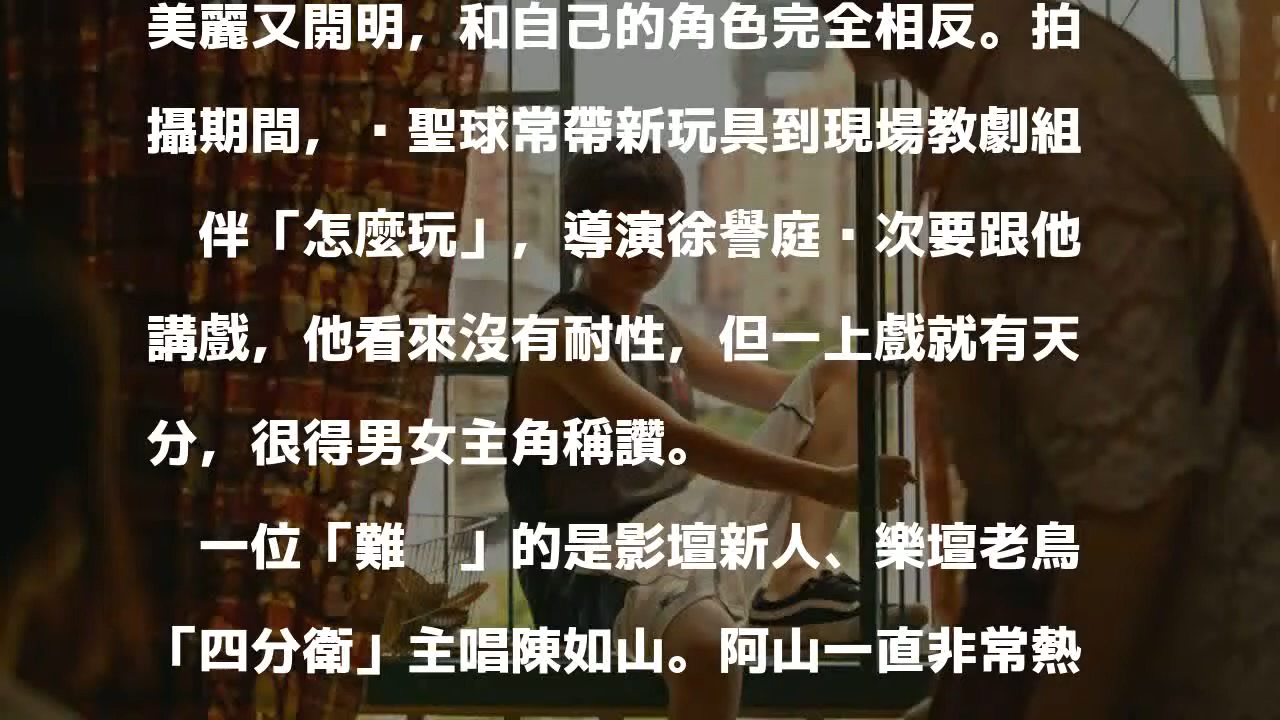 美麗又開明，和自己的角色完全相反。拍
攝期間，·聖球常帶新玩具到現場教劇組
伴「怎麼玩」，導演徐譽庭·次要跟他
講戲，他看來沒有耐性，但一上戲就有天
分，很得男女主角稱讚。
一位「難　」的是影壇新人、樂壇老鳥
「四分衛」主唱陳如山。阿山一直非常熱